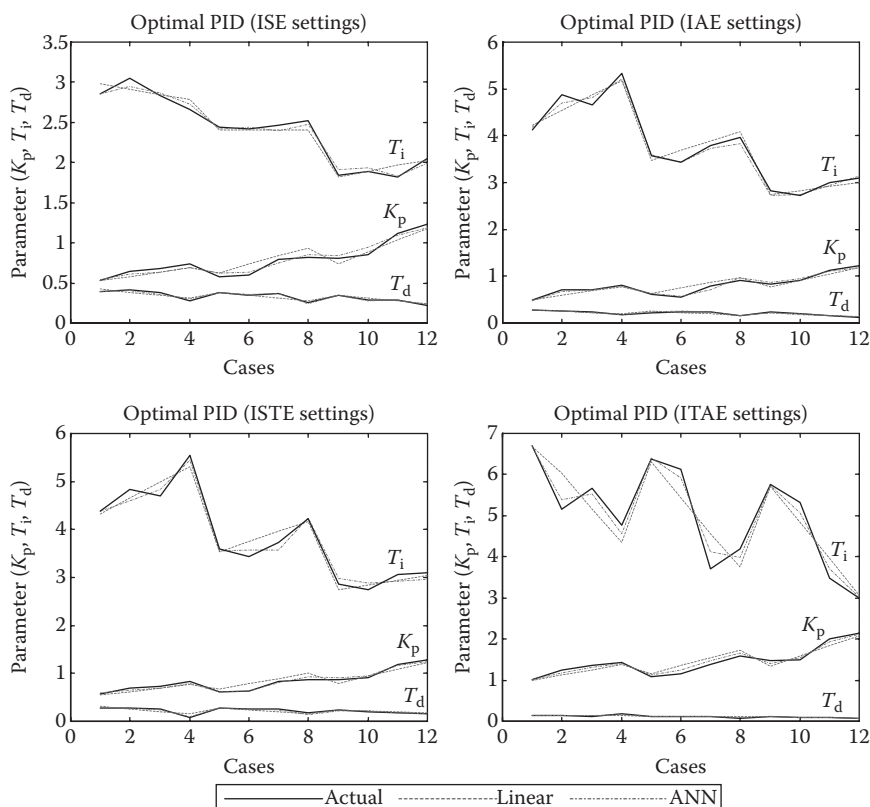 Optimal PID (ISE settings)
3.5
3
2.5
2
1.5
1
0.5
0
0 2 4 6 8 10 12
Parameter (Kp, Ti, Td)
Cases
Ti
Kp
Td
Optimal PID (IAE settings)
6
5
4
3
2
1
0
0 2 4 6 8 10 12
Parameter (Kp, Ti, Td)
Cases
Ti
Kp
Td
Optimal PID (ISTE settings)
6
5
4
3
2
1
0
0 2 4 6 8 10 12
Parameter (Kp, Ti, Td)
Cases
Ti
Kp
Td
Optimal PID (ITAE settings)
7
6
5
4
3
2
1
0
0 2 4 6 8 10 12
Parameter (Kp, Ti, Td)
Cases
Ti
Kp
Td
Actual Linear ANN